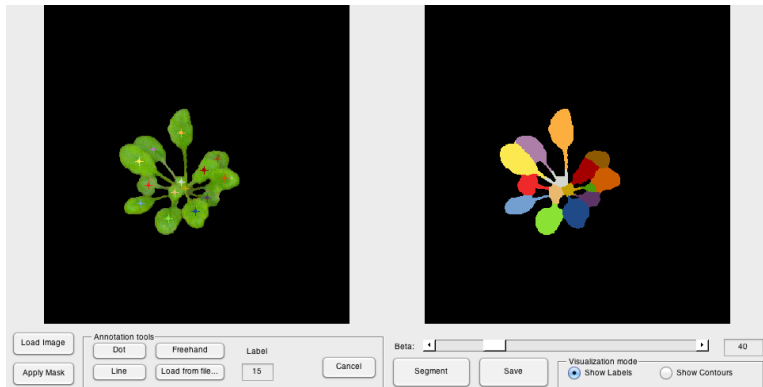 Load Image
Apply Mask
Annotation tools
Dot
Freehand
Line
Load from file...
Label
15
Cancel
Beta:
40
Segment
Save
Visualization mode
Show Labels
Show Contours